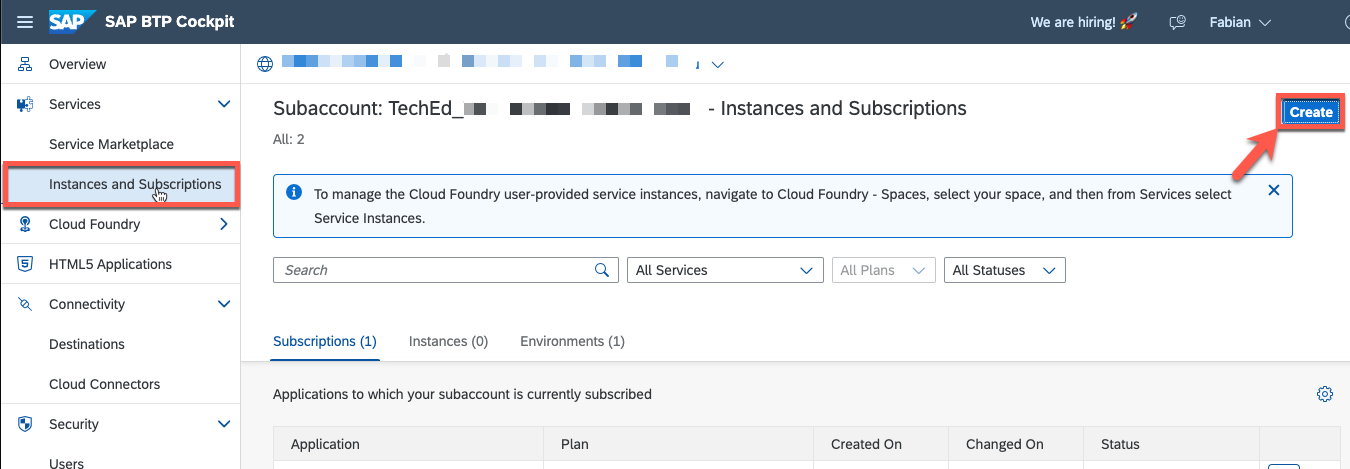 SAP SAP BTP Cockpit
We are hiring! 🚀
Fabian
Overview
Services
Service Marketplace
Instances and Subscriptions
Cloud Foundry
HTML5 Applications
Connectivity
Destinations
Cloud Connectors
Security
Users
Subaccount: TechEd_ - Instances and Subscriptions
Create
All: 2
To manage the Cloud Foundry user-provided service instances, navigate to Cloud Foundry - Spaces, select your space, and then from Services select
Service Instances.
Search
All Services
All Plans
All Statuses
Subscriptions (1)
Instances (0)
Environments (1)
Applications to which your subaccount is currently subscribed
Application
Plan
Created On
Changed On
Status